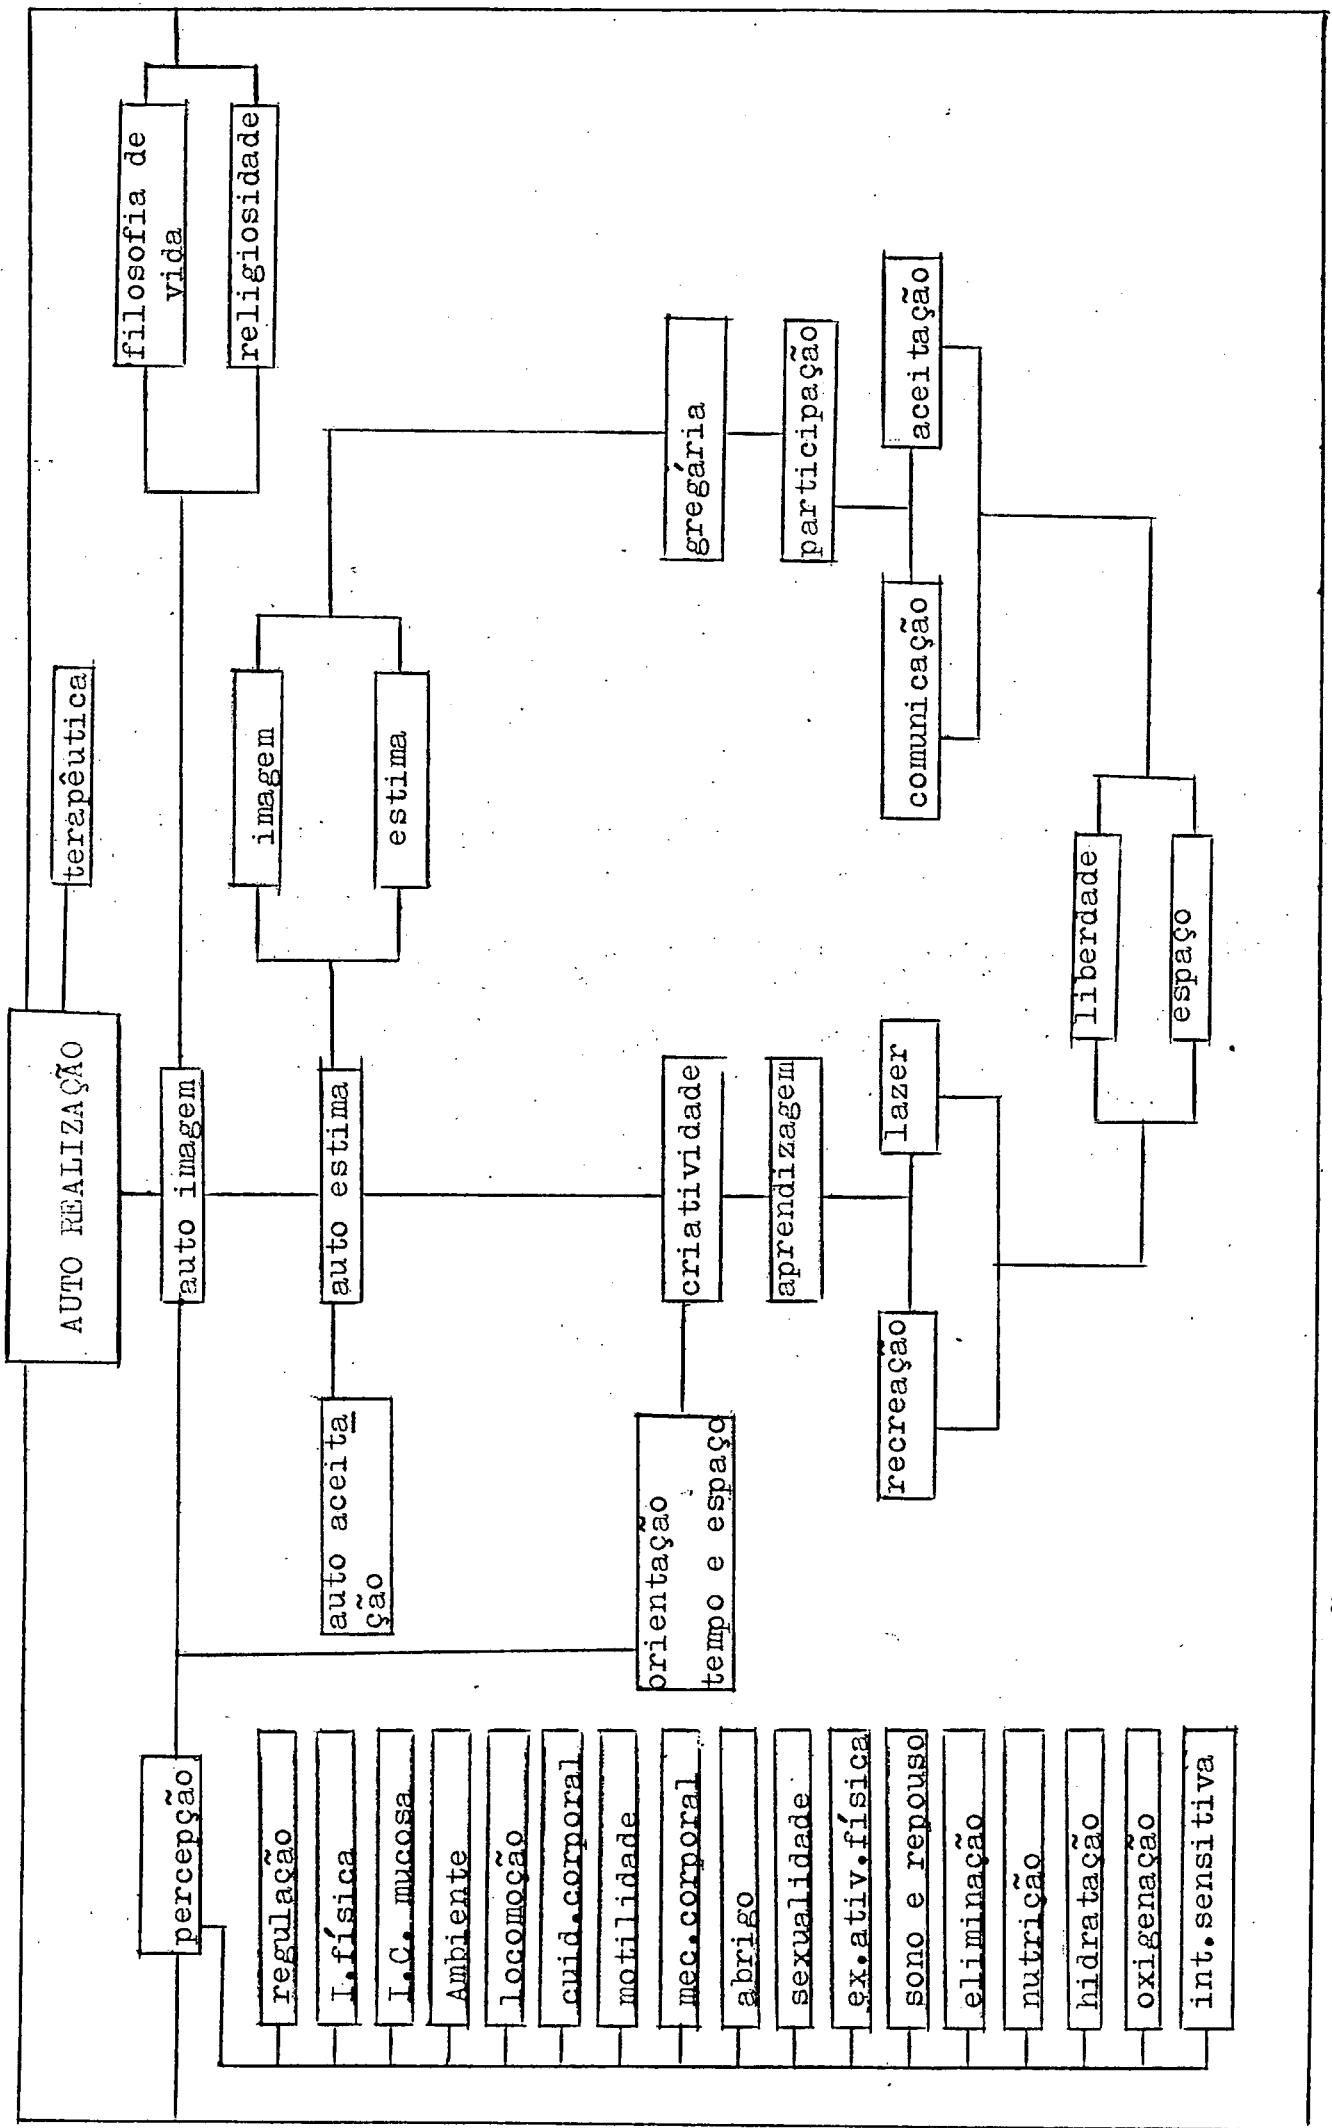 AUTO REALIZAÇÃO
terapêutica
percepção
auto imagem
filosofia de
vida
religiosidade
auto aceita
ção
auto estima
imagem
estima
orientação
tempo e espaço
criatividade
gregária
aprendizagem
participação
recreação
lazer
comunicação
aceitação
liberdade
espaço
regulação
I.física
I.C. mucosa
Ambiente
locomoção
cuid.corporal
motilidade
mec.corporal
abrigo
sexualidade
ex.ativ.física
sono e repouso
eliminação
nutrição
hidratação
oxigenação
int.sensitiva